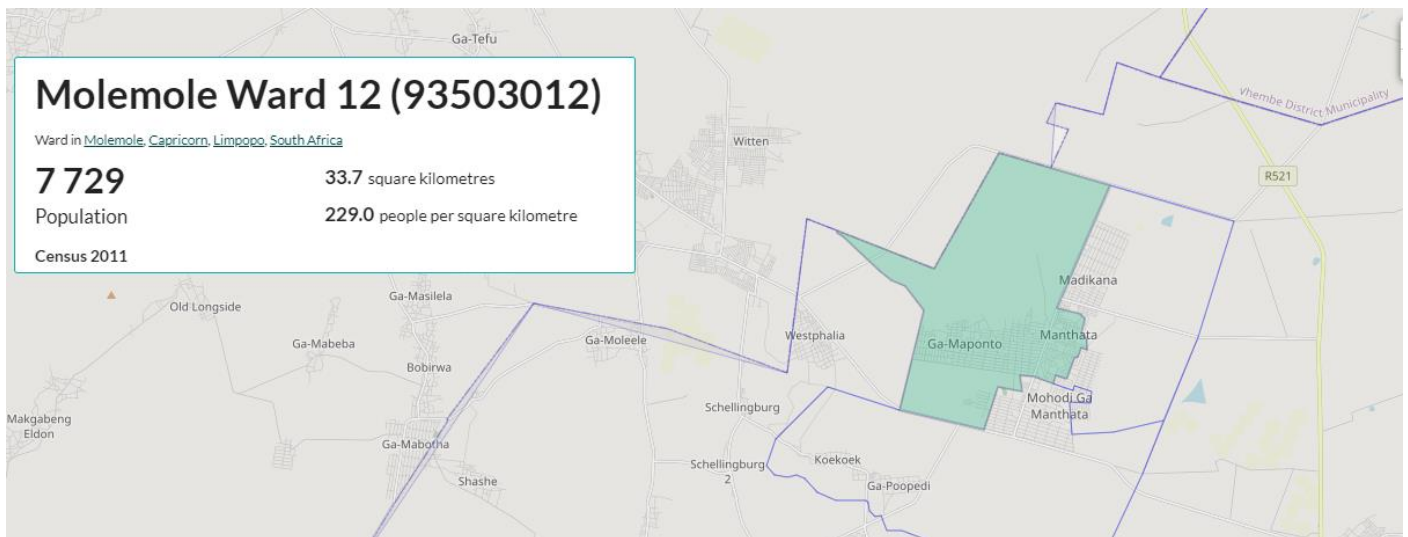 Ga-Tefu
Molemole Ward 12 (93503012)
Ward in Molemole, Capricorn, Limpopo, South Africa
7 729
33.7 square kilometres
Population
229.0 people per square kilometre
Census 2011
Vhembe District Municipality
Witten
R521
Madikana
Ga-Masilela
Old Longside
Ga-Mabeba
Ga-Moleele
Westphalia
Ga-Maponto
Manthata
Bobirwa
Schellingburg
Mohodi Ga
Manthata
Makgabeng
Eldon
Ga-Mabotha
Shashe
Schellingburg
2
Koekoek
Ga-Poopedi